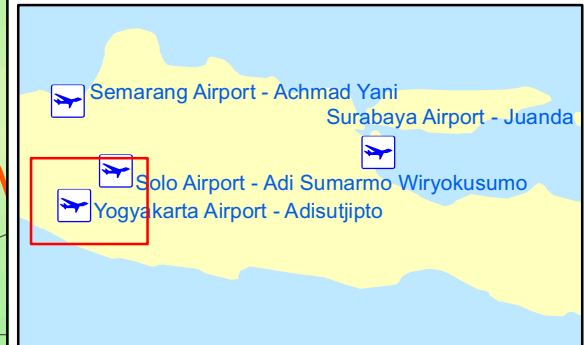 Semarang Airport - Achmad Yani
Surabaya Airport - Juanda
Solo Airport - Adi Sumarmo Wiryokusumo
Yogyakarta Airport - Adisutjipto